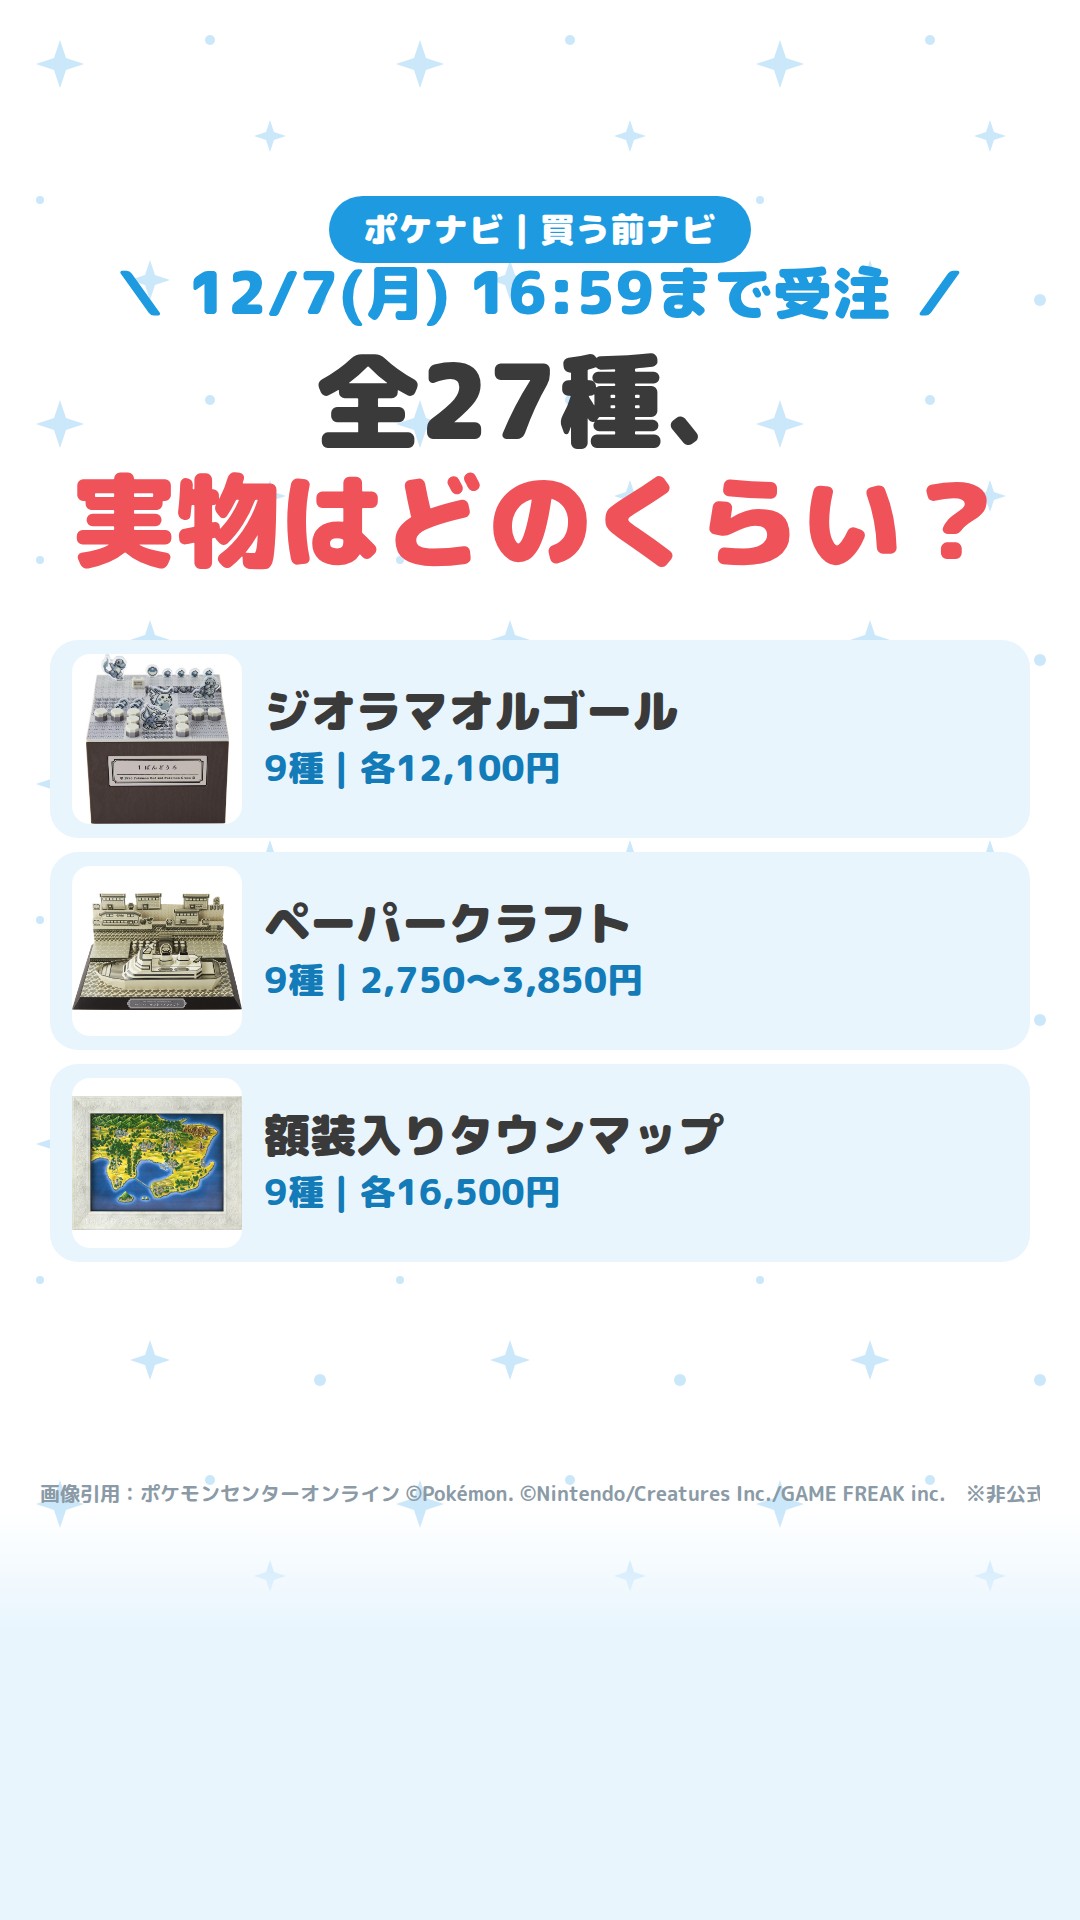 ポケナビ｜買う前ナビ
＼ 12/7(月) 16:59まで受注 ／
全27種、
実物はどのくらい？
ジオラマオルゴール
9種｜各12,100円
ペーパークラフト
9種｜2,750〜3,850円
額装入りタウンマップ
9種｜各16,500円
画像引用：ポケモンセンターオンライン ©Pokémon. ©Nintendo/Creatures Inc./GAME FREAK inc.　※非公式